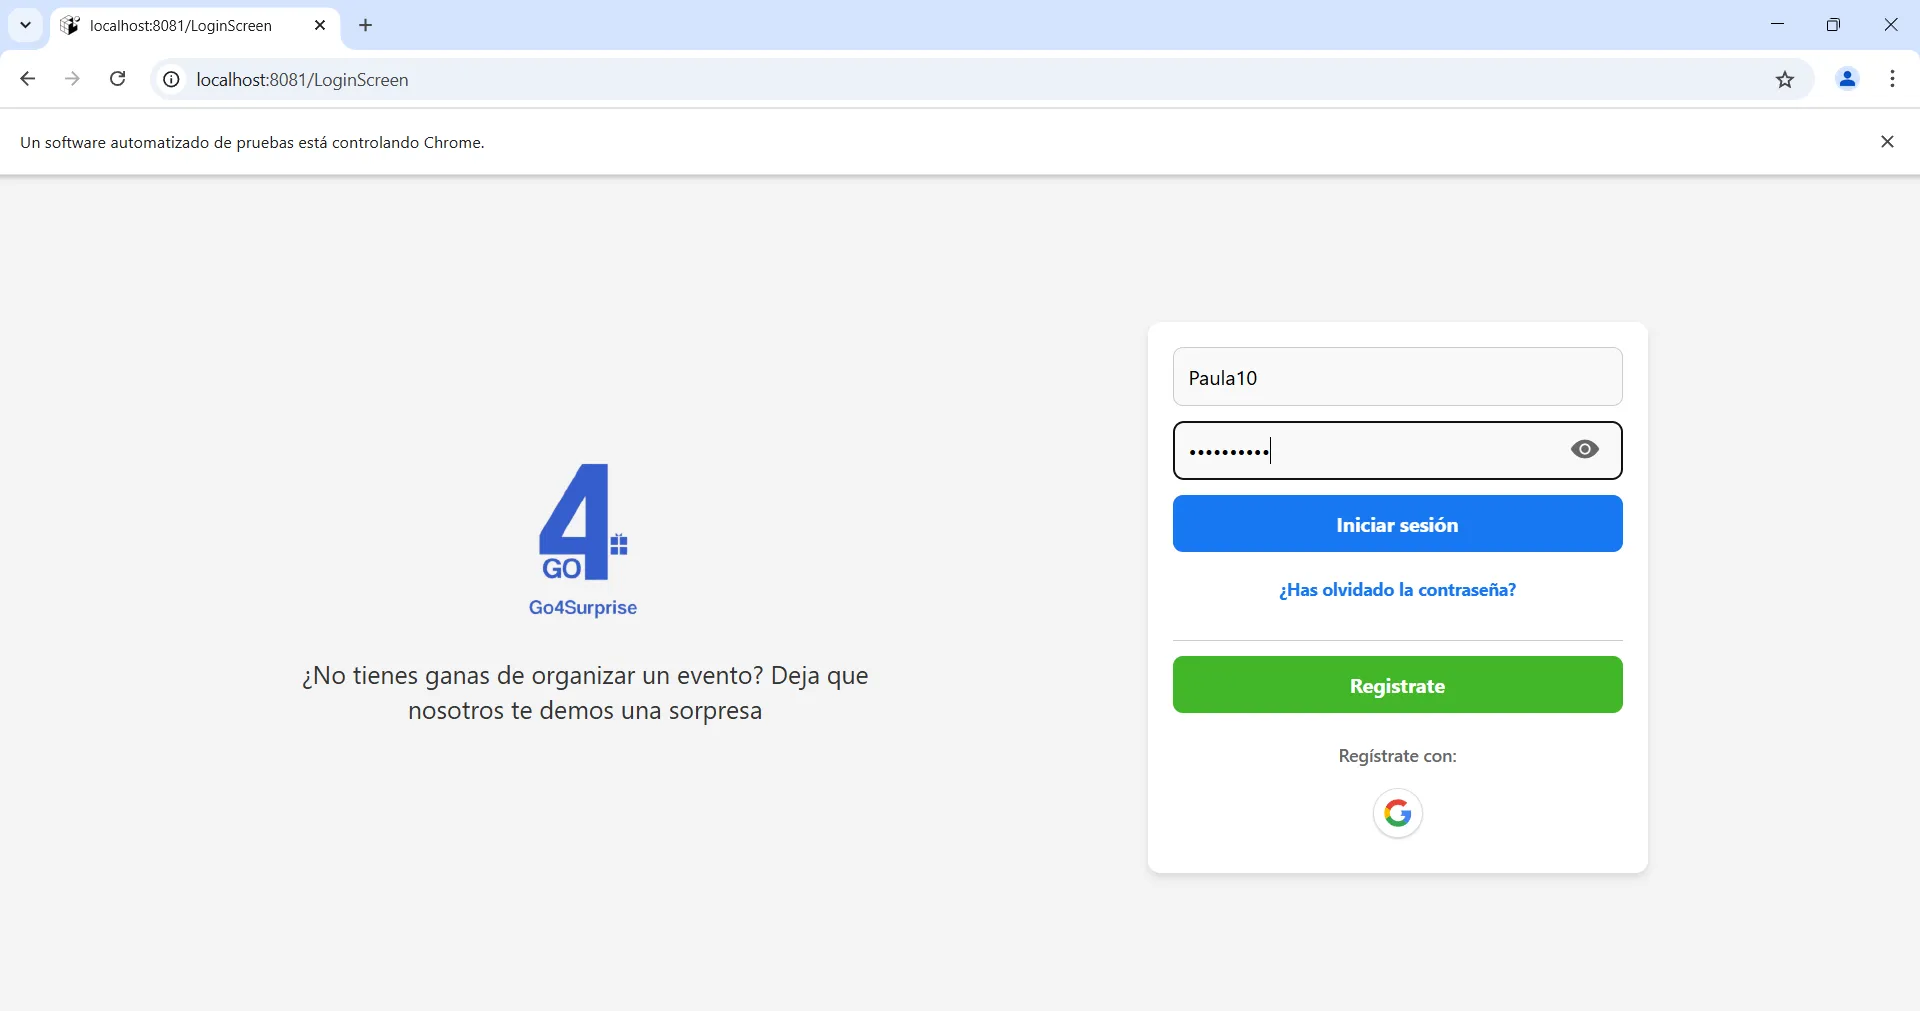 localhost:8081/LoginScreen
localhost:8081/LoginScreen
Un software automatizado de pruebas está controlando Chrome.
4
GO
Go4Surprise
¿No tienes ganas de organizar un evento? Deja que
nosotros te demos una sorpresa
Paula10
••••••••••
Iniciar sesión
¿Has olvidado la contraseña?
Registrate
Regístrate con:
G